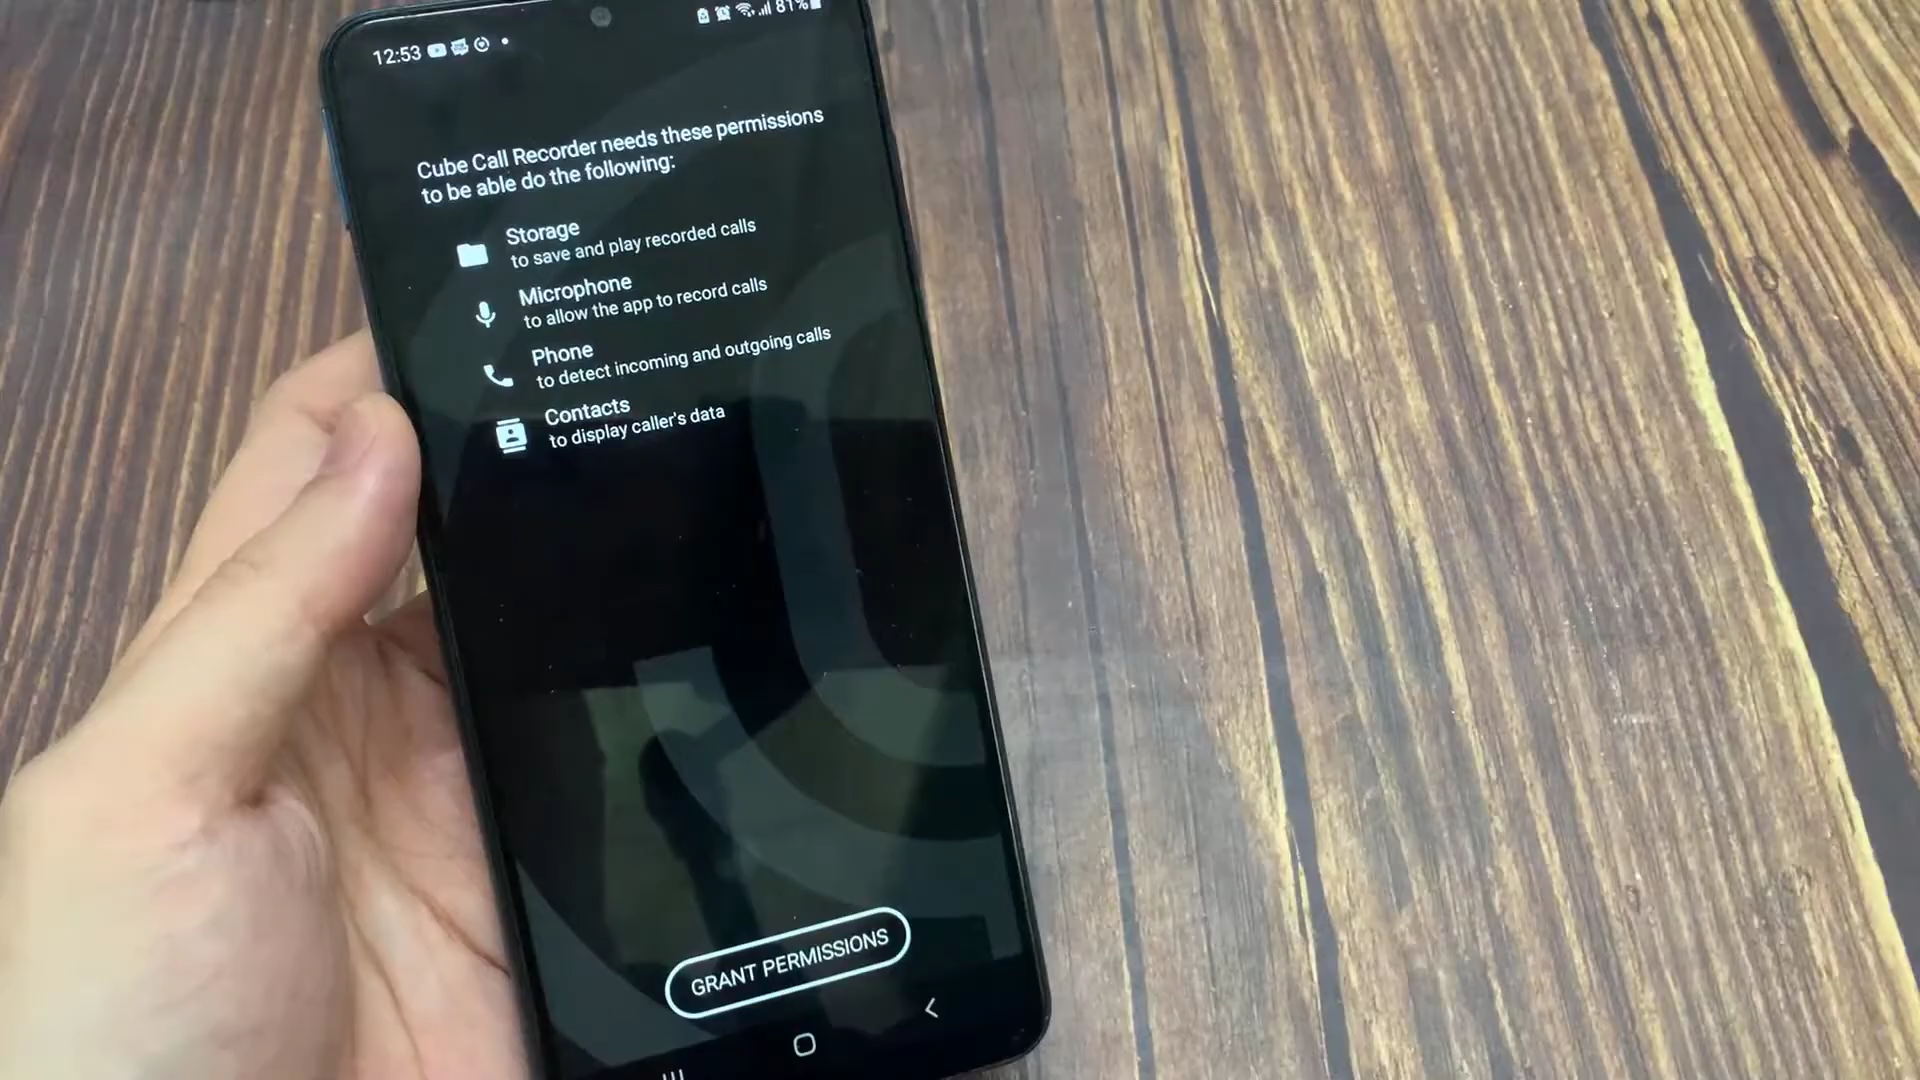 12:53
81%
Cube Call Recorder needs these permissions
to be able do the following:
Storage
to save and play recorded calls
Microphone
to allow the app to record calls
Phone
to detect incoming and outgoing calls
Contacts
to display caller's data
GRANT PERMISSIONS